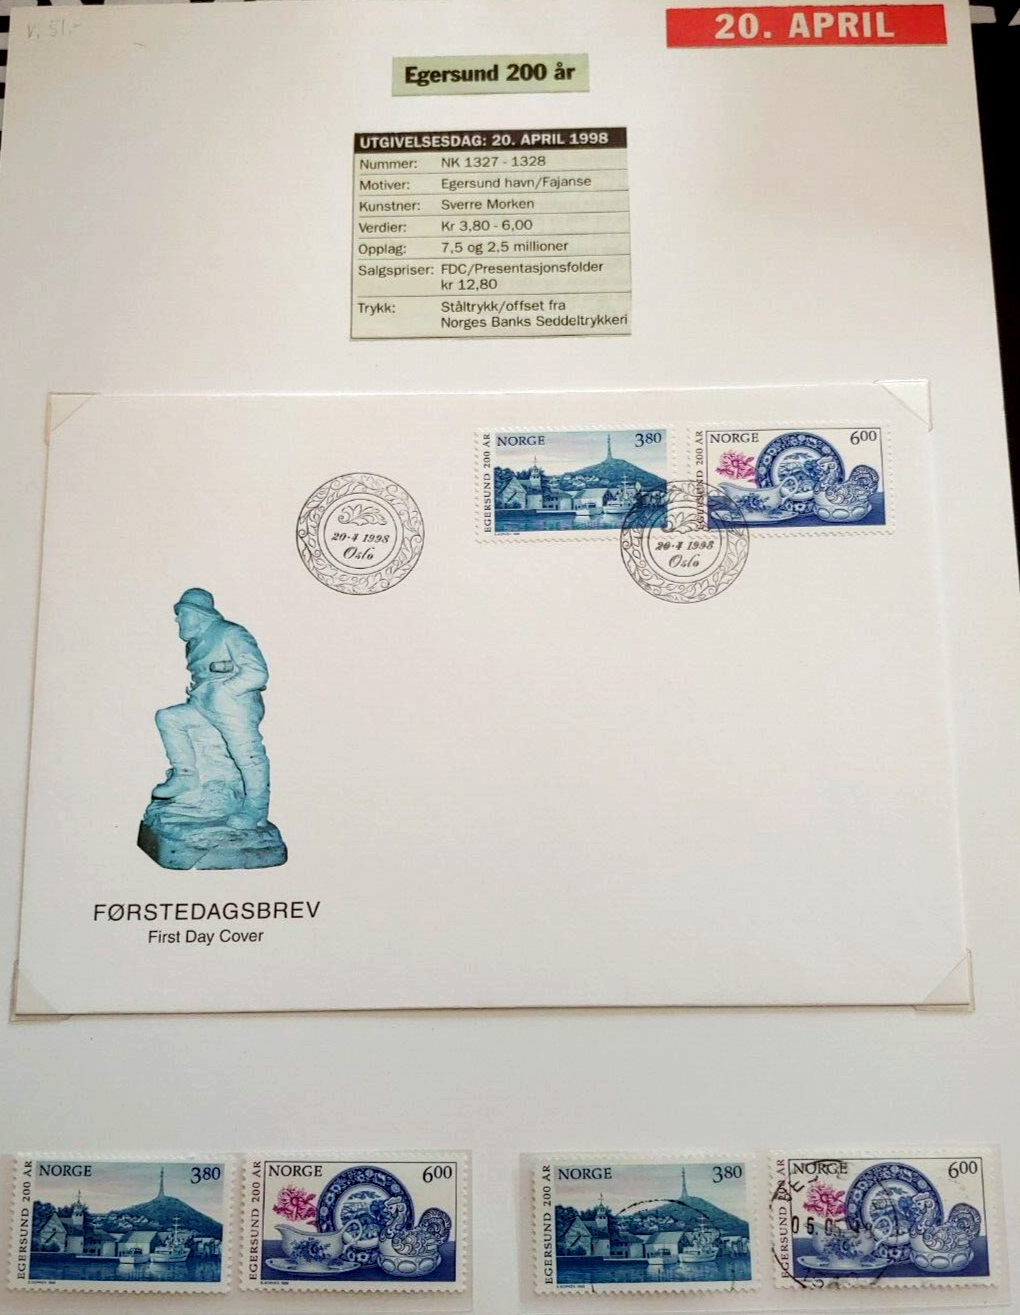 v. 51.-
20. APRIL
Egersund 200 år
UTGIVELSESDAG: 20. APRIL 1998
Nummer: NK 1327 - 1328
Motiver: Egersund havn/Fajanse
Kunstner: Sverre Morken
Verdier: Kr 3,80 - 6,00
Opplag: 7,5 og 2,5 millioner
Salgspriser: FDC/Presentasjonsfolder
kr 12,80
Trykk: Ståltrykk/offset fra
Norges Banks Seddeltrykkeri
EGERSUND 200 ÅR
NORGE 3.80
EGERSUND 200 ÅR
NORGE 6.00
20·4 1998
Oslo
20·4 1998
Oslo
FØRSTEDAGSBREV
First Day Cover
EGERSUND 200 ÅR
NORGE 3.80
EGERSUND 200 ÅR
NORGE 6.00
EGERSUND 200 ÅR
NORGE 3.80
EGERSUND 200 ÅR
NORGE 6.00